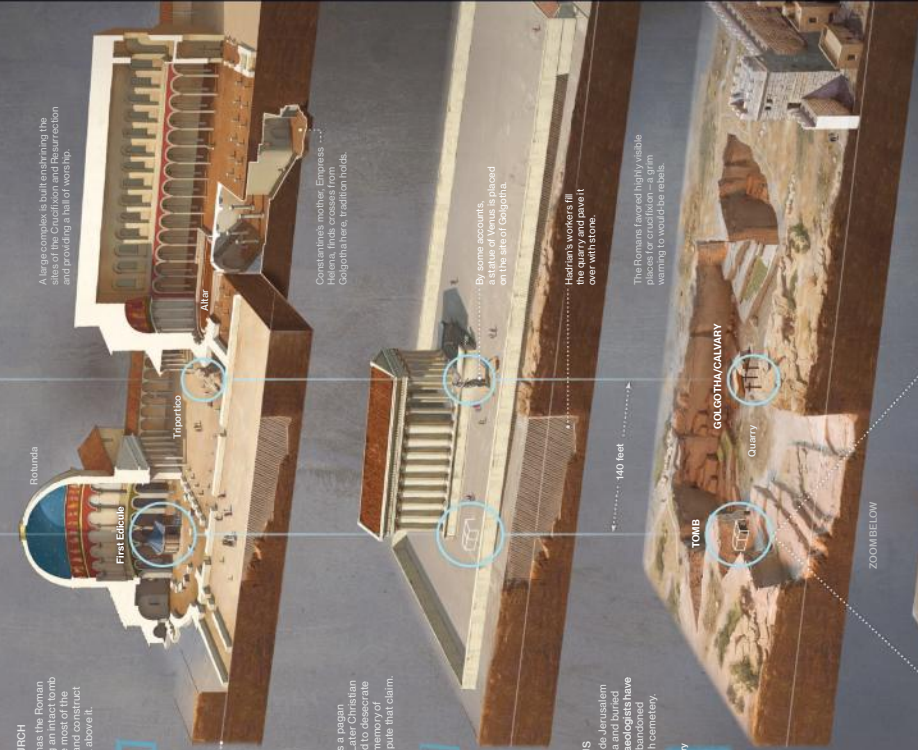 A large complex is built enshrining the
sites of the Crucifixion and Resurrection
and providing a hall of worship.
Rotunda
First Edicule
Triportico
Altar
Constantine's mother, Empress
Helena, finds crosses from
Golgotha here, tradition holds.
URCH
has the Roman
an intact tomb
most of the
and construct
above it.
By some accounts,
a statue of Venus is placed
on the site of Golgotha.
Hadrian's workers fill
the quarry and pave it
over with stone.
s a pagan
ater Christian
d to desecrate
memory of
pute that claim.
140 feet
The Romans favored highly visible
places for crucifixion—a grim
warning to would-be rebels.
GOLGOTHA/CALVARY
Quarry
TOMB
ZOOM BELOW
de Jerusalem
a and buried
aeologists have
bandoned
h cemetery.